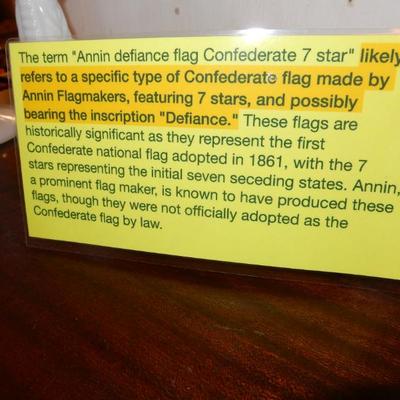 The term "Annin defiance flag Confederate 7 star" likely
refers to a specific type of Confederate flag made by
Annin Flagmakers, featuring 7 stars, and possibly
bearing the inscription "Defiance." These flags are
historically significant as they represent the first
Confederate national flag adopted in 1861, with the 7
stars representing the initial seven seceding states. Annin,
a prominent flag maker, is known to have produced these
flags, though they were not officially adopted as the
Confederate flag by law.